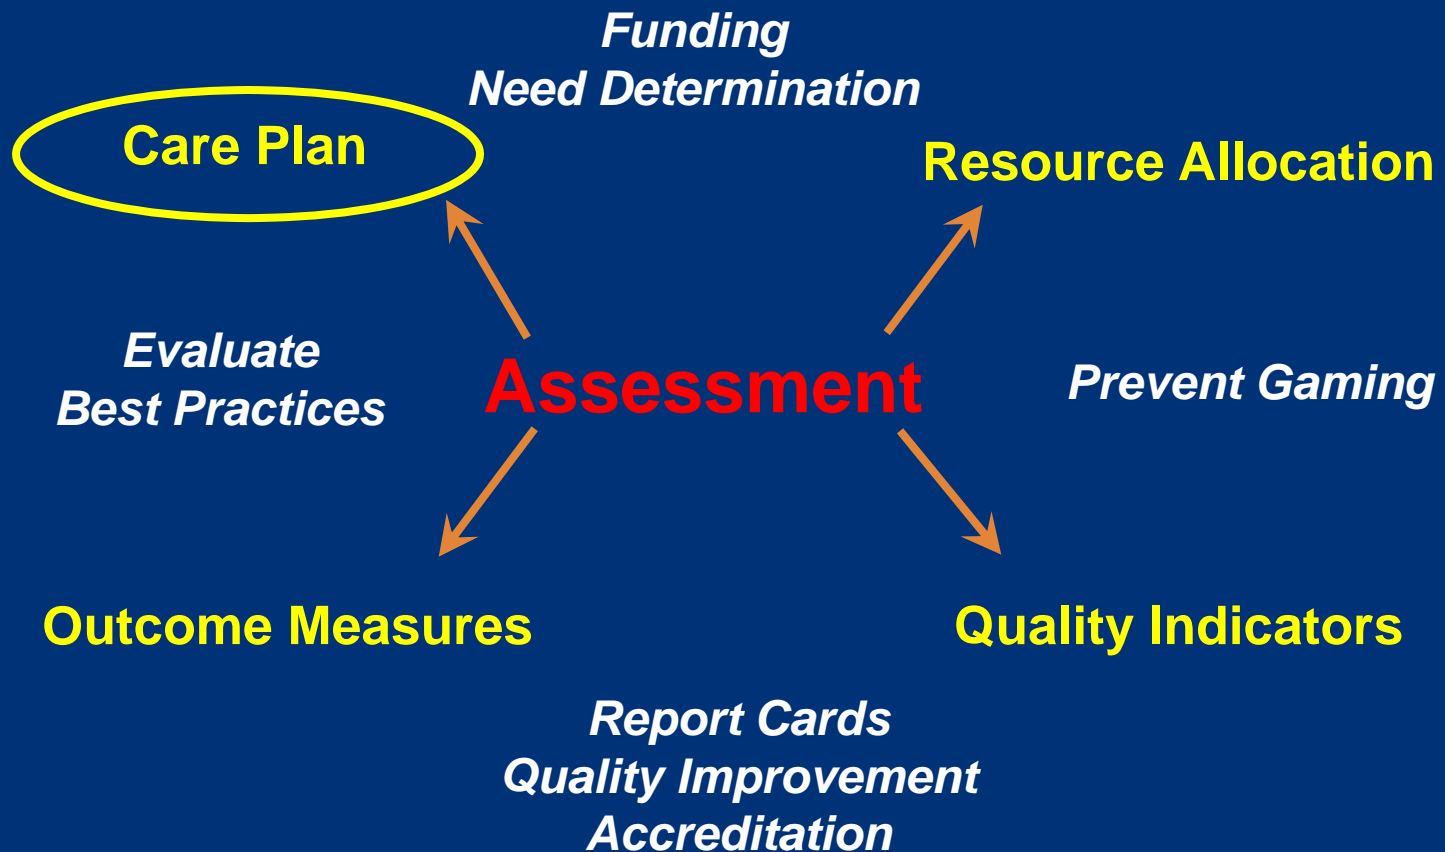 Funding
Need Determination
Care Plan
Resource Allocation
Evaluate
Best Practices
Assessment
Prevent Gaming
Outcome Measures
Quality Indicators
Report Cards
Quality Improvement
Accreditation